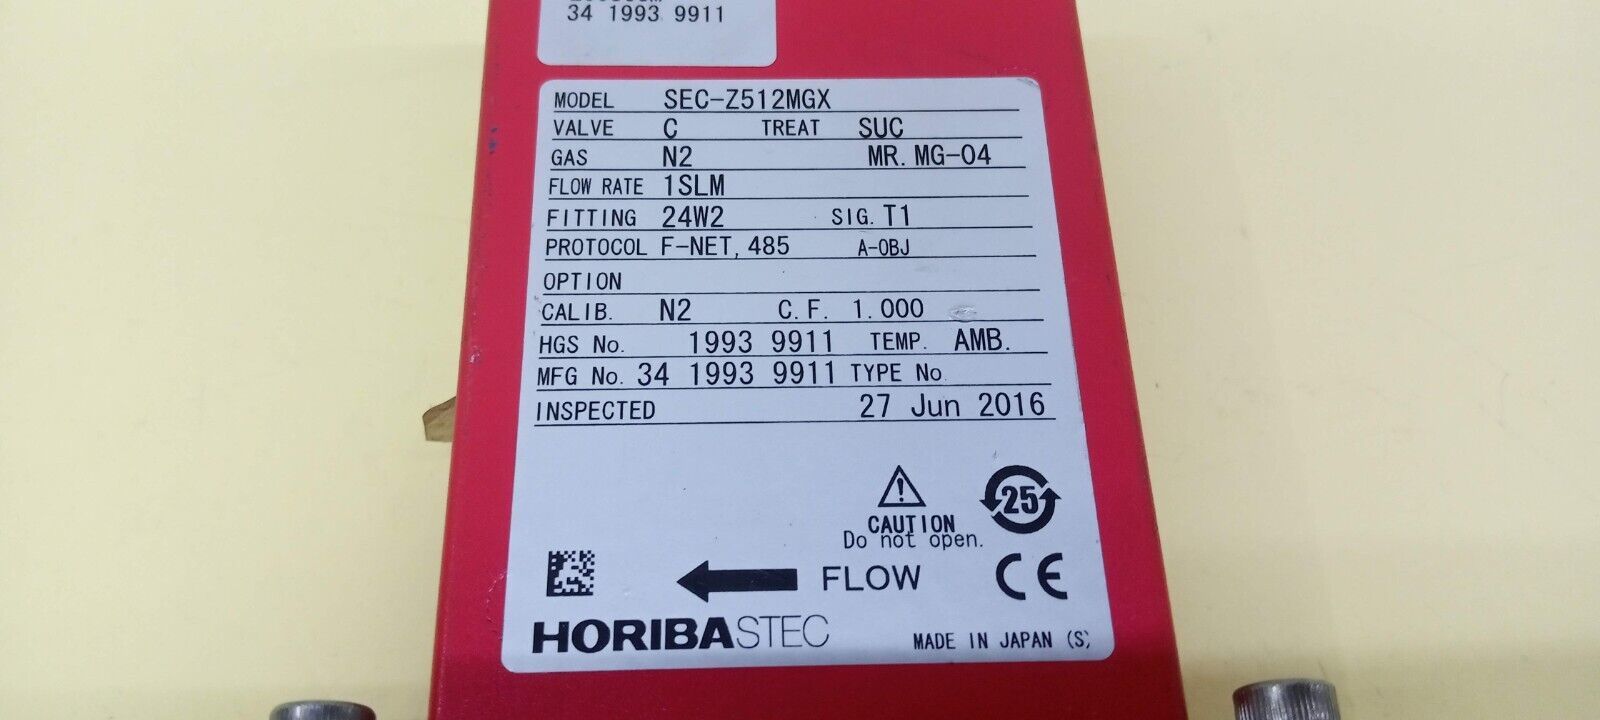 34 1993 9911
MODEL SEC-Z512MGX
VALVE C TREAT SUC
GAS N2 MR. MG-04
FLOW RATE 1SLM
FITTING 24W2 SIG. T1
PROTOCOL F-NET, 485 A-OBJ
OPTION
CALIB. N2 C.F. 1.000
HGS No. 1993 9911 TEMP. AMB.
MFG No. 34 1993 9911 TYPE No.
INSPECTED 27 Jun 2016
25
CAUTION
Do not open.
FLOW CE
HORIBASTEC MADE IN JAPAN (S)